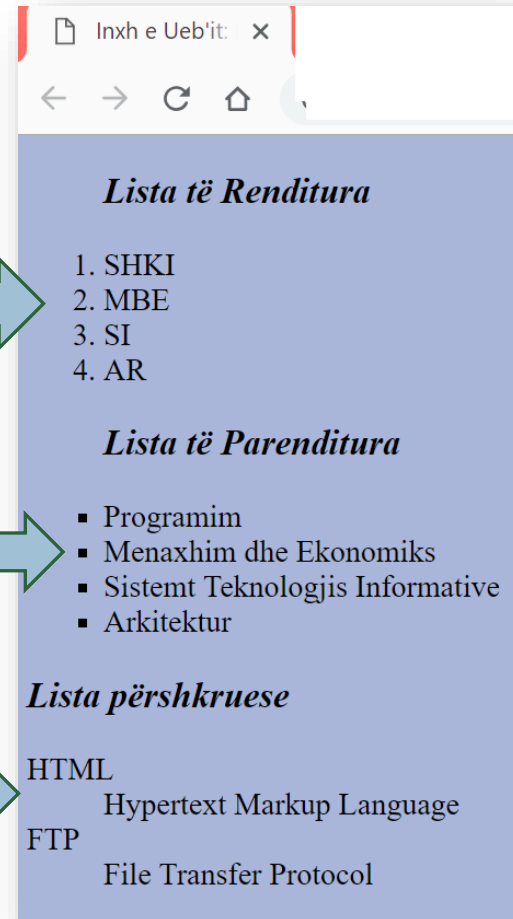 Inxh e Ueb'it:
Lista të Renditura
1. SHKI
2. MBE
3. SI
4. AR
Lista të Parenditura
Programim
Menaxhim dhe Ekonomiks
Sistemt Teknologjis Informative
Arkitektur
Lista përshkruese
HTML
Hypertext Markup Language
FTP
File Transfer Protocol